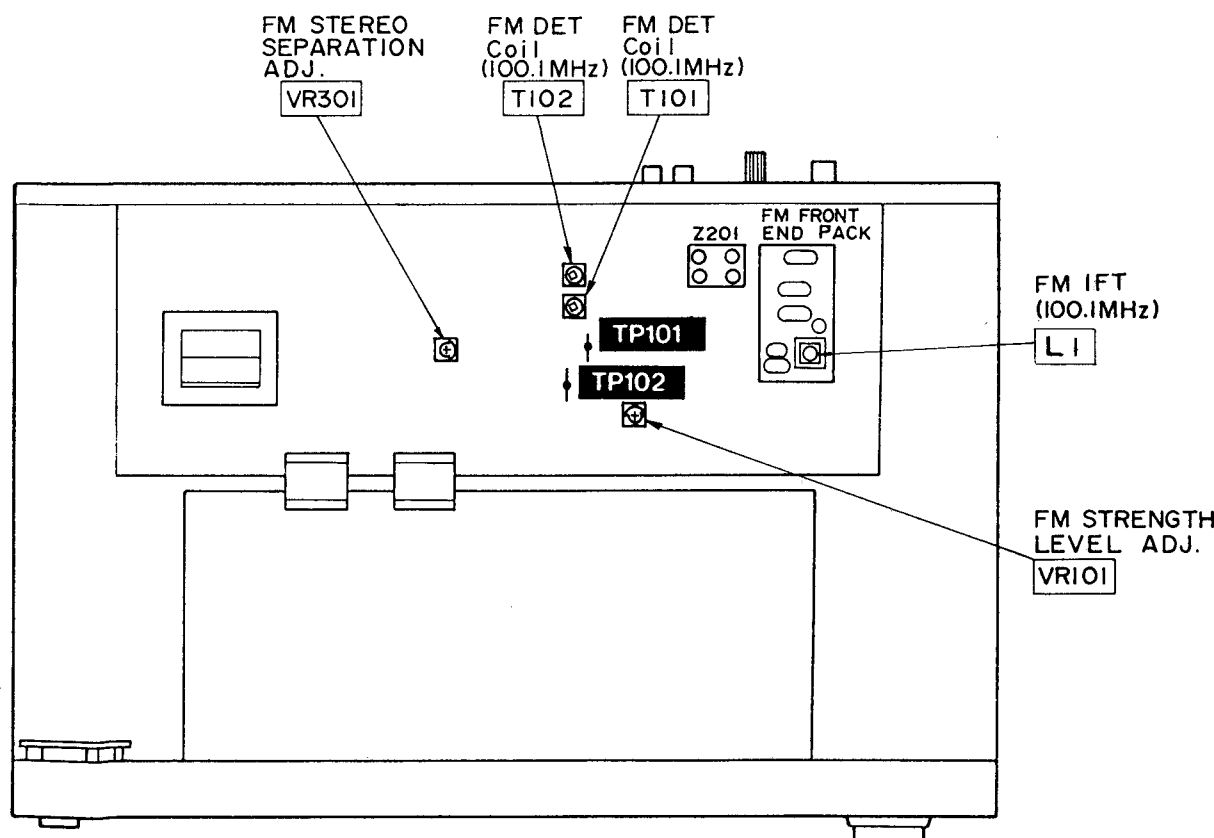 FM STEREO
SEPARATION
ADJ.
VR301
FM DET
Coil
(100.1MHz)
T102
FM DET
Coil
(100.1MHz)
T101
Z201
FM FRONT
END PACK
TP101
TP102
FM IFT
(100.1MHz)
L1
FM STRENGTH
LEVEL ADJ.
VR101